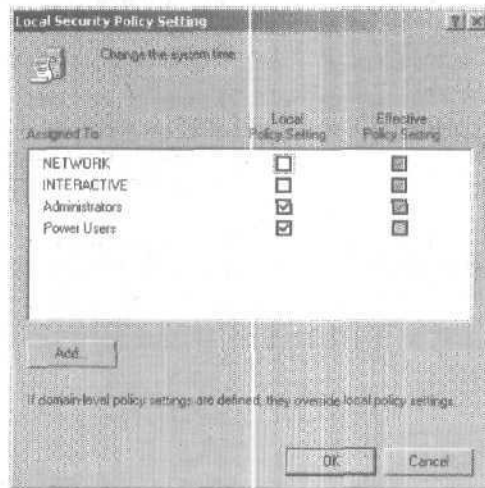 Local Security Policy Setting
Change the system time
Assigned To
Local Policy Setting
Effective Policy Setting
NETWORK
INTERACTIVE
Administrators
Power Users
Add...
If domain-level policy settings are defined, they override local policy settings.
OK
Cancel